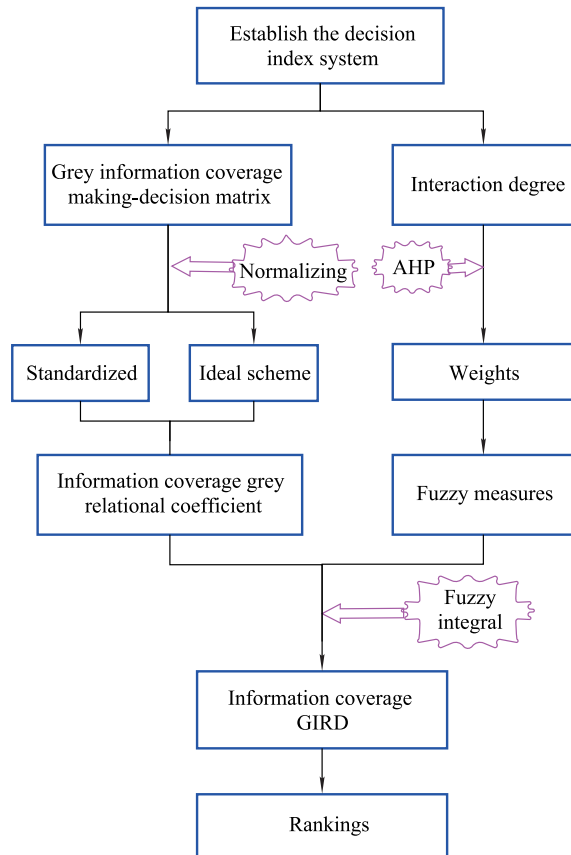 Establish the decision
index system
Grey information coverage
making-decision matrix
Interaction degree
Normalizing
AHP
Standardized
Ideal scheme
Weights
Information coverage grey
relational coefficient
Fuzzy measures
Fuzzy
integral
Information coverage
GIRD
Rankings